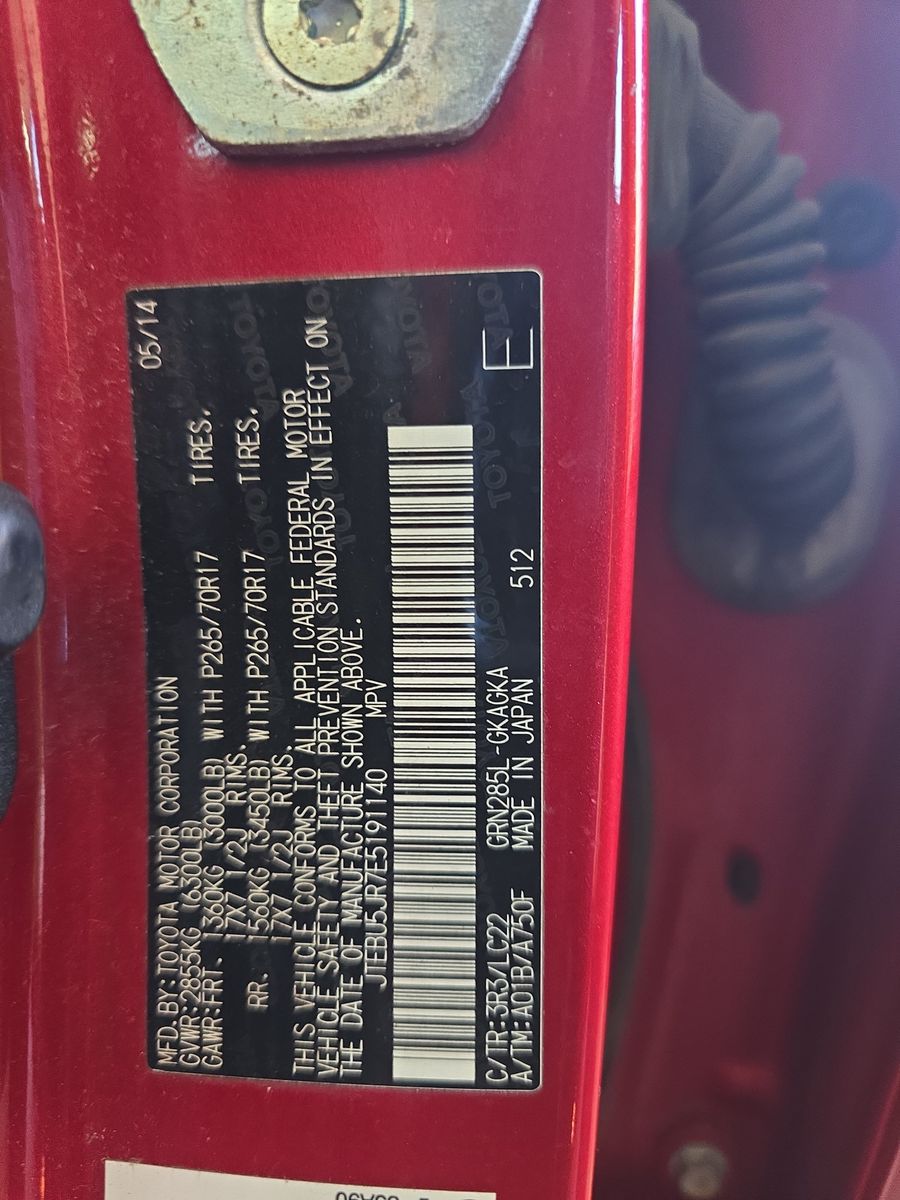 MFD.BY:TOYOTA MOTOR CORPORATION 05/14
GVWR:2855KG (6300LB)
GAWR:FRT. 1360KG (3000LB) WITH P265/70R17 TIRES.
17X7 1/2J RIMS.
RR. 1560KG (3450LB) WITH P265/70R17 TIRES.
17X7 1/2J RIMS.
THIS VEHICLE CONFORMS TO ALL APPLICABLE FEDERAL MOTOR
VEHICLE SAFETY AND THEFT PREVENTION STANDARDS IN EFFECT ON
THE DATE OF MANUFACTURE SHOWN ABOVE.
JTEBU5JR7E5191140 MPV
C/TR:3R3/LC22 GRN285L-GKAGKA
A/TM:A01B/A750F MADE IN JAPAN 512 E